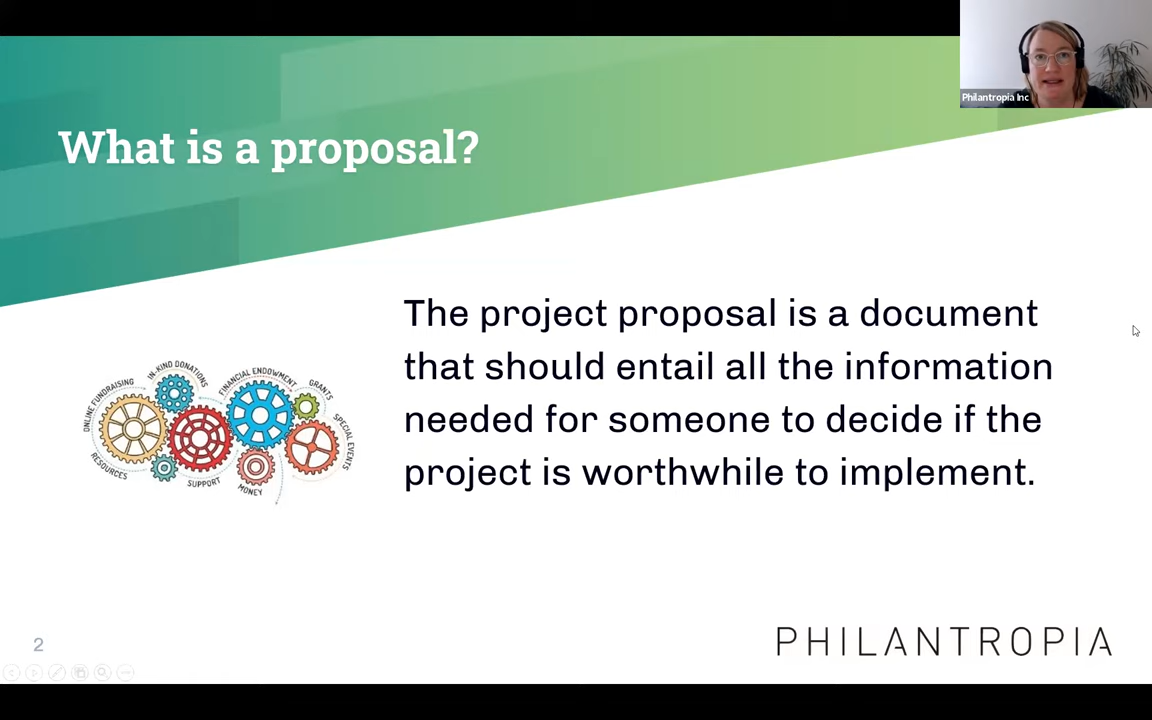 Philantropia Inc
What is a proposal?
The project proposal is a document
that should entail all the information
needed for someone to decide if the
project is worthwhile to implement.
ONLINE FUNDRAISING
IN-KIND DONATIONS
FINANCIAL ENDOWMENT
GRANTS
SPECIAL EVENTS
RESOURCES
SUPPORT
MONEY
2
PHILANTROPIA